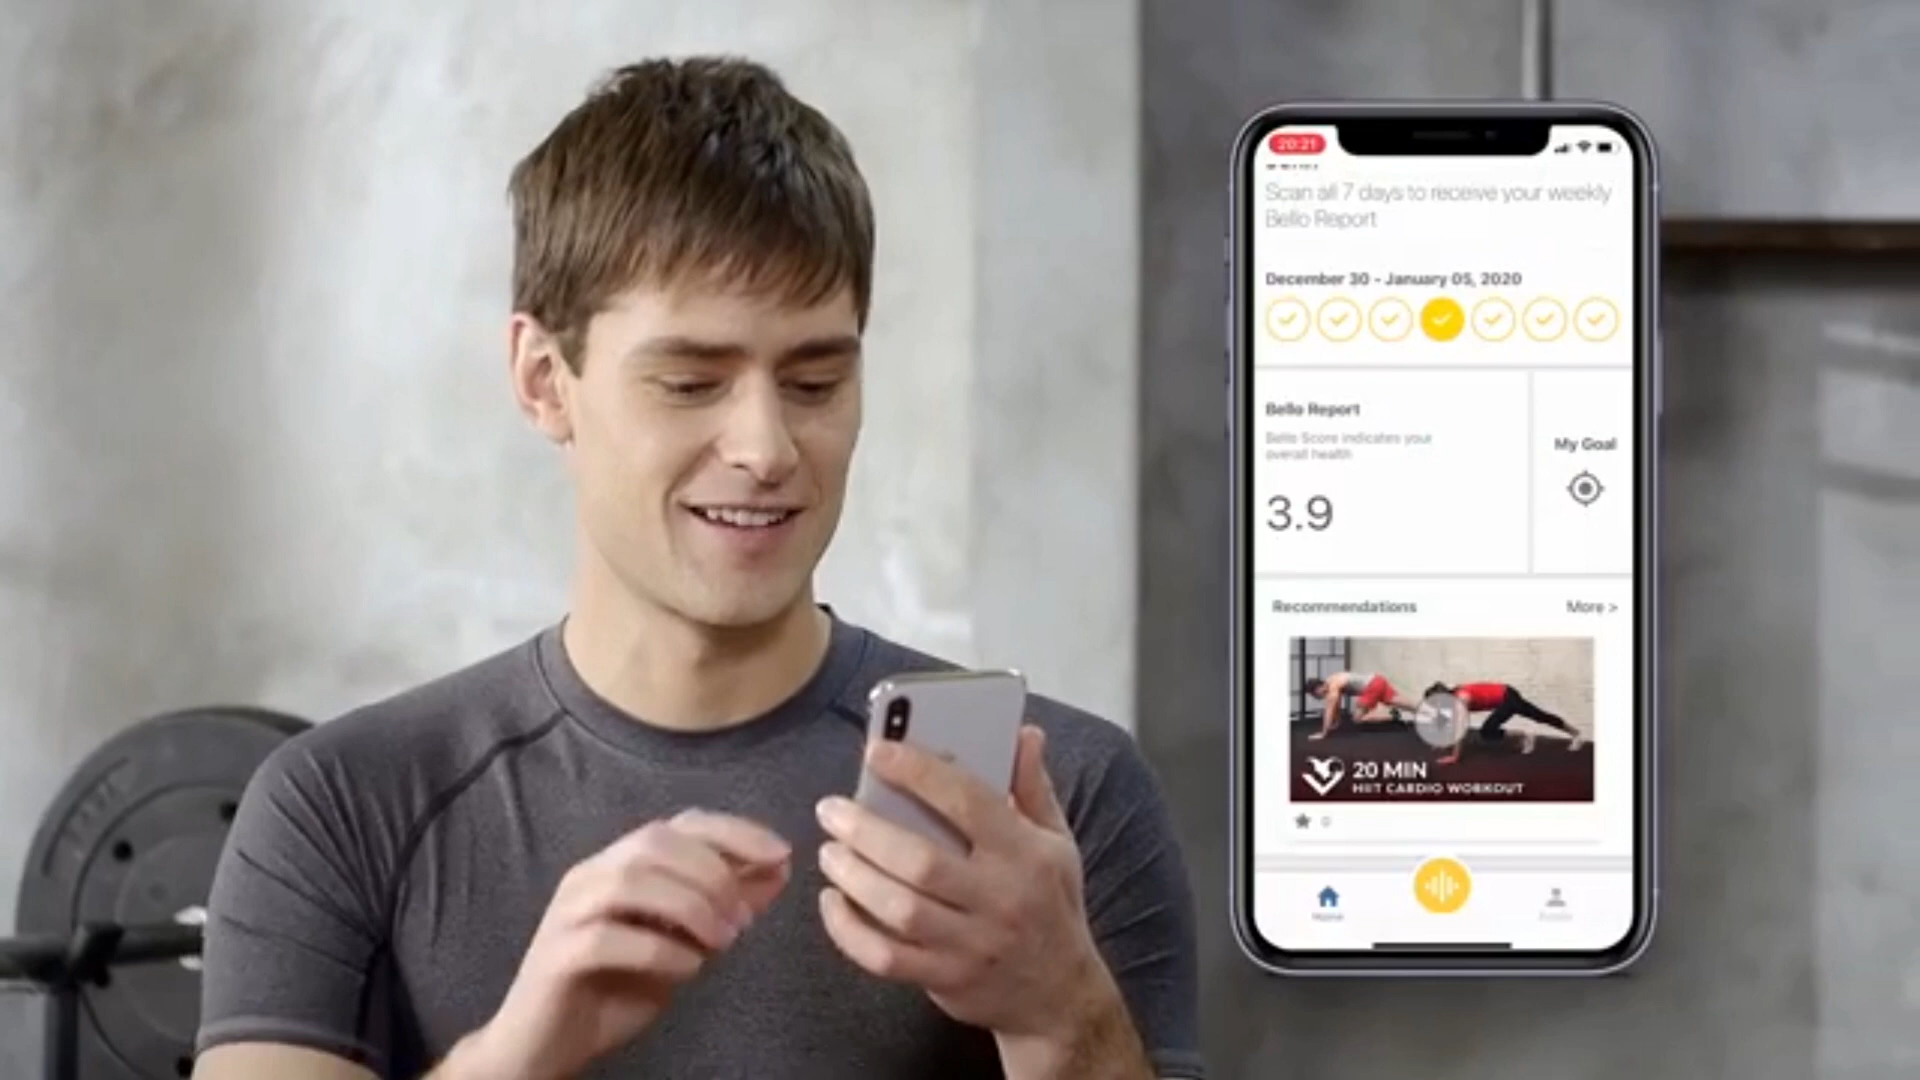 20:21
Scan all 7 days to receive your weekly
Bello Report
December 30 - January 05, 2020
Bello Report
Bello Score indicates your
overall health
3.9
My Goal
Recommendations
More >
20 MIN
HIIT CARDIO WORKOUT
0
Home